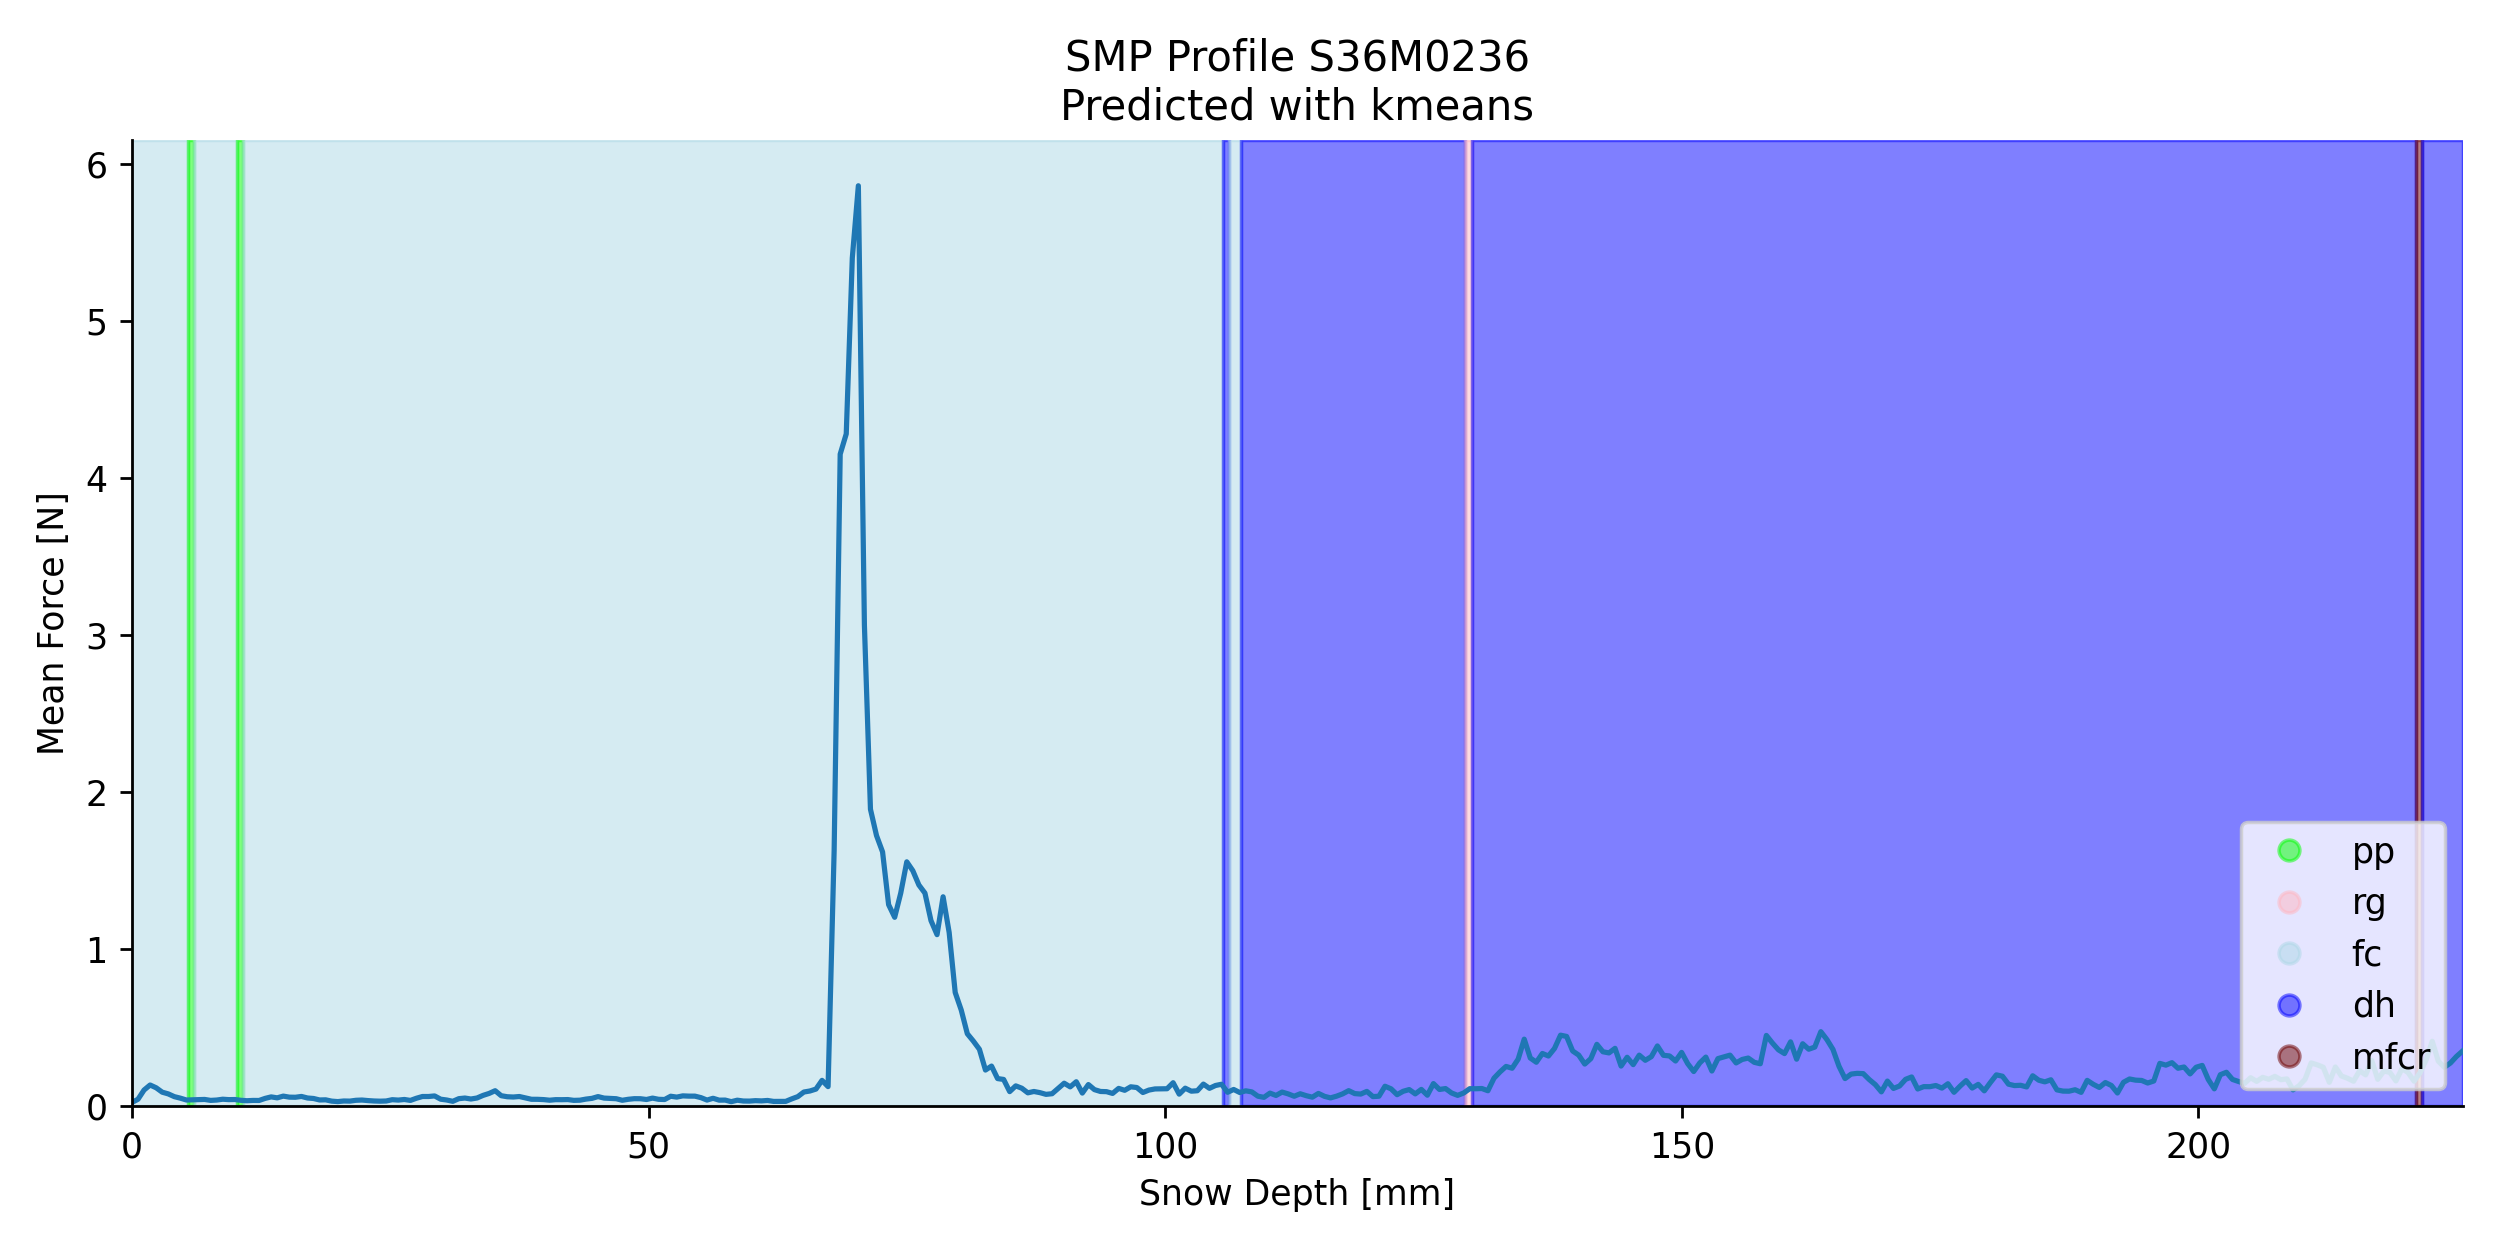 SMP Profile S36M0236
Predicted with kmeans
6
5
4
3
2
1
0
Mean Force [N]
0 50 100 150 200
Snow Depth [mm]
pp
rg
fc
dh
mfcr